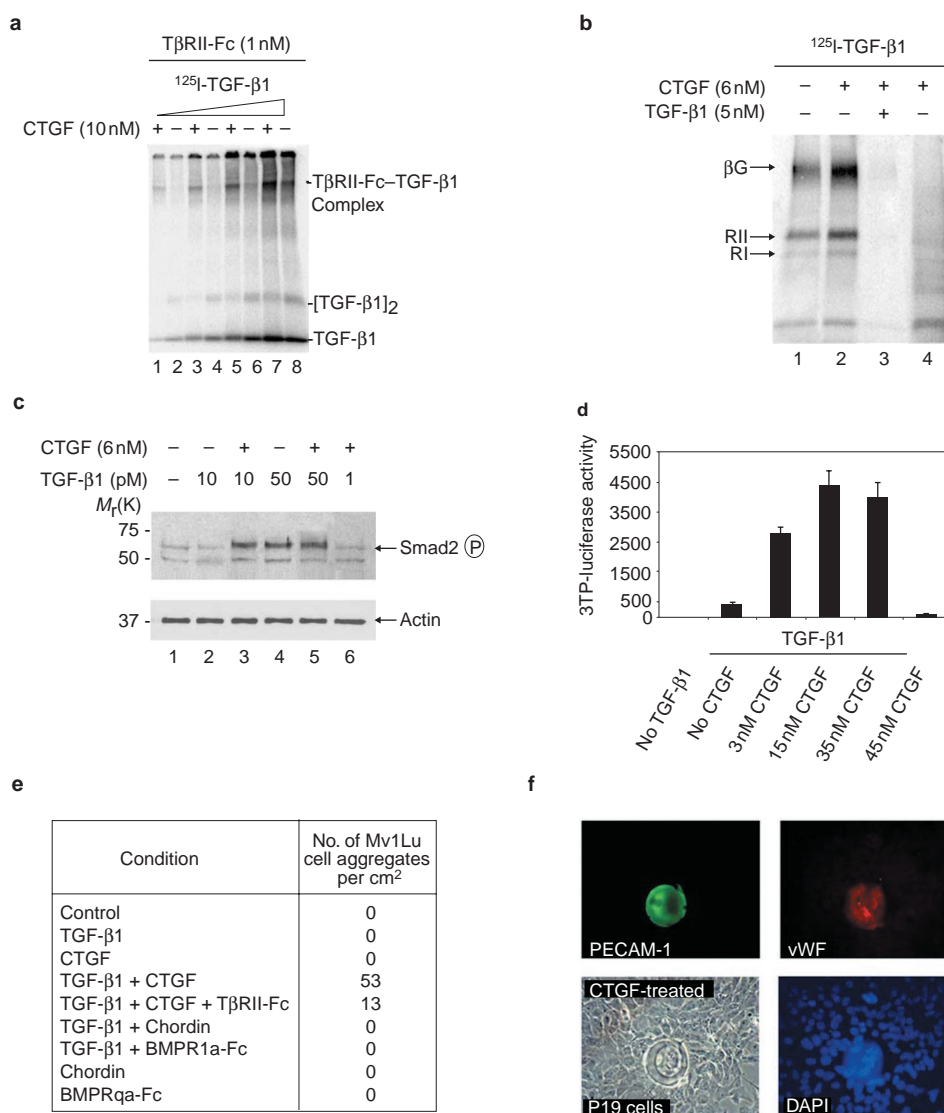 a
TβRII-Fc (1 nM)
125I-TGF-β1
CTGF (10 nM) + – + – + – + –
TβRII-Fc–TGF-β1
Complex
[TGF-β1]2
TGF-β1
1 2 3 4 5 6 7 8
b
125I-TGF-β1
CTGF (6 nM) – + + +
TGF-β1 (5 nM) – – +
βG
RII
RI
1 2 3 4
c
CTGF (6 nM) – – + – + +
TGF-β1 (pM) – 10 10 50 50 1
Mr(K)
75
50
Smad2 P
37
Actin
1 2 3 4 5 6
d
3TP-luciferase activity
5500
4500
3500
2500
1500
500
0
TGF-β1
No TGF-β1
No CTGF
3 nM CTGF
15 nM CTGF
35 nM CTGF
45 nM CTGF
e
Condition
No. of Mv1Lu
cell aggregates
per cm2
Control 0
TGF-β1 0
CTGF 0
TGF-β1 + CTGF 53
TGF-β1 + CTGF + TβRII-Fc 13
TGF-β1 + Chordin 0
TGF-β1 + BMPR1a-Fc 0
Chordin 0
BMPRqa-Fc 0
f
PECAM-1
vWF
CTGF-treated
P19 cells
DAPI